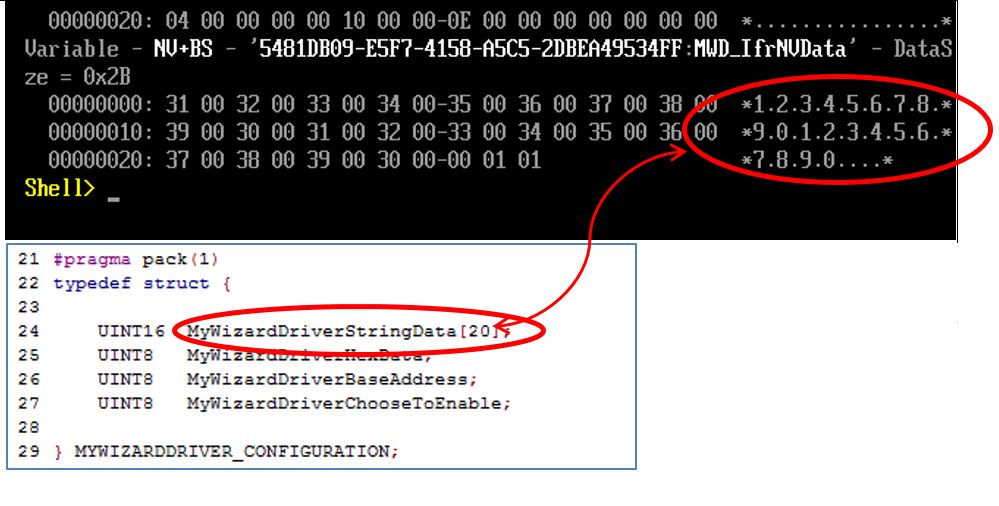 00000020: 04 00 00 00 00 10 00 00-0E 00 00 00 00 00 00 00 *................*
Variable - NV+BS - '5481DB09-E5F7-4158-A5C5-2DBEA49534FF:MWD_IfrNVData' - DataS
ze = 0x2B
00000000: 31 00 32 00 33 00 34 00-35 00 36 00 37 00 38 00 *1.2.3.4.5.6.7.8.*
00000010: 39 00 30 00 31 00 32 00-33 00 34 00 35 00 36 00 *9.0.1.2.3.4.5.6.*
00000020: 37 00 38 00 39 00 30 00-00 01 01 *7.8.9.0....*
Shell> _
21 #pragma pack(1)
22 typedef struct {
23
24 UINT16 MyWizardDriverStringData[20];
25 UINT8 MyWizardDriverHexData;
26 UINT8 MyWizardDriverBaseAddress;
27 UINT8 MyWizardDriverChooseToEnable;
28
29 } MYWIZARDDRIVER_CONFIGURATION;